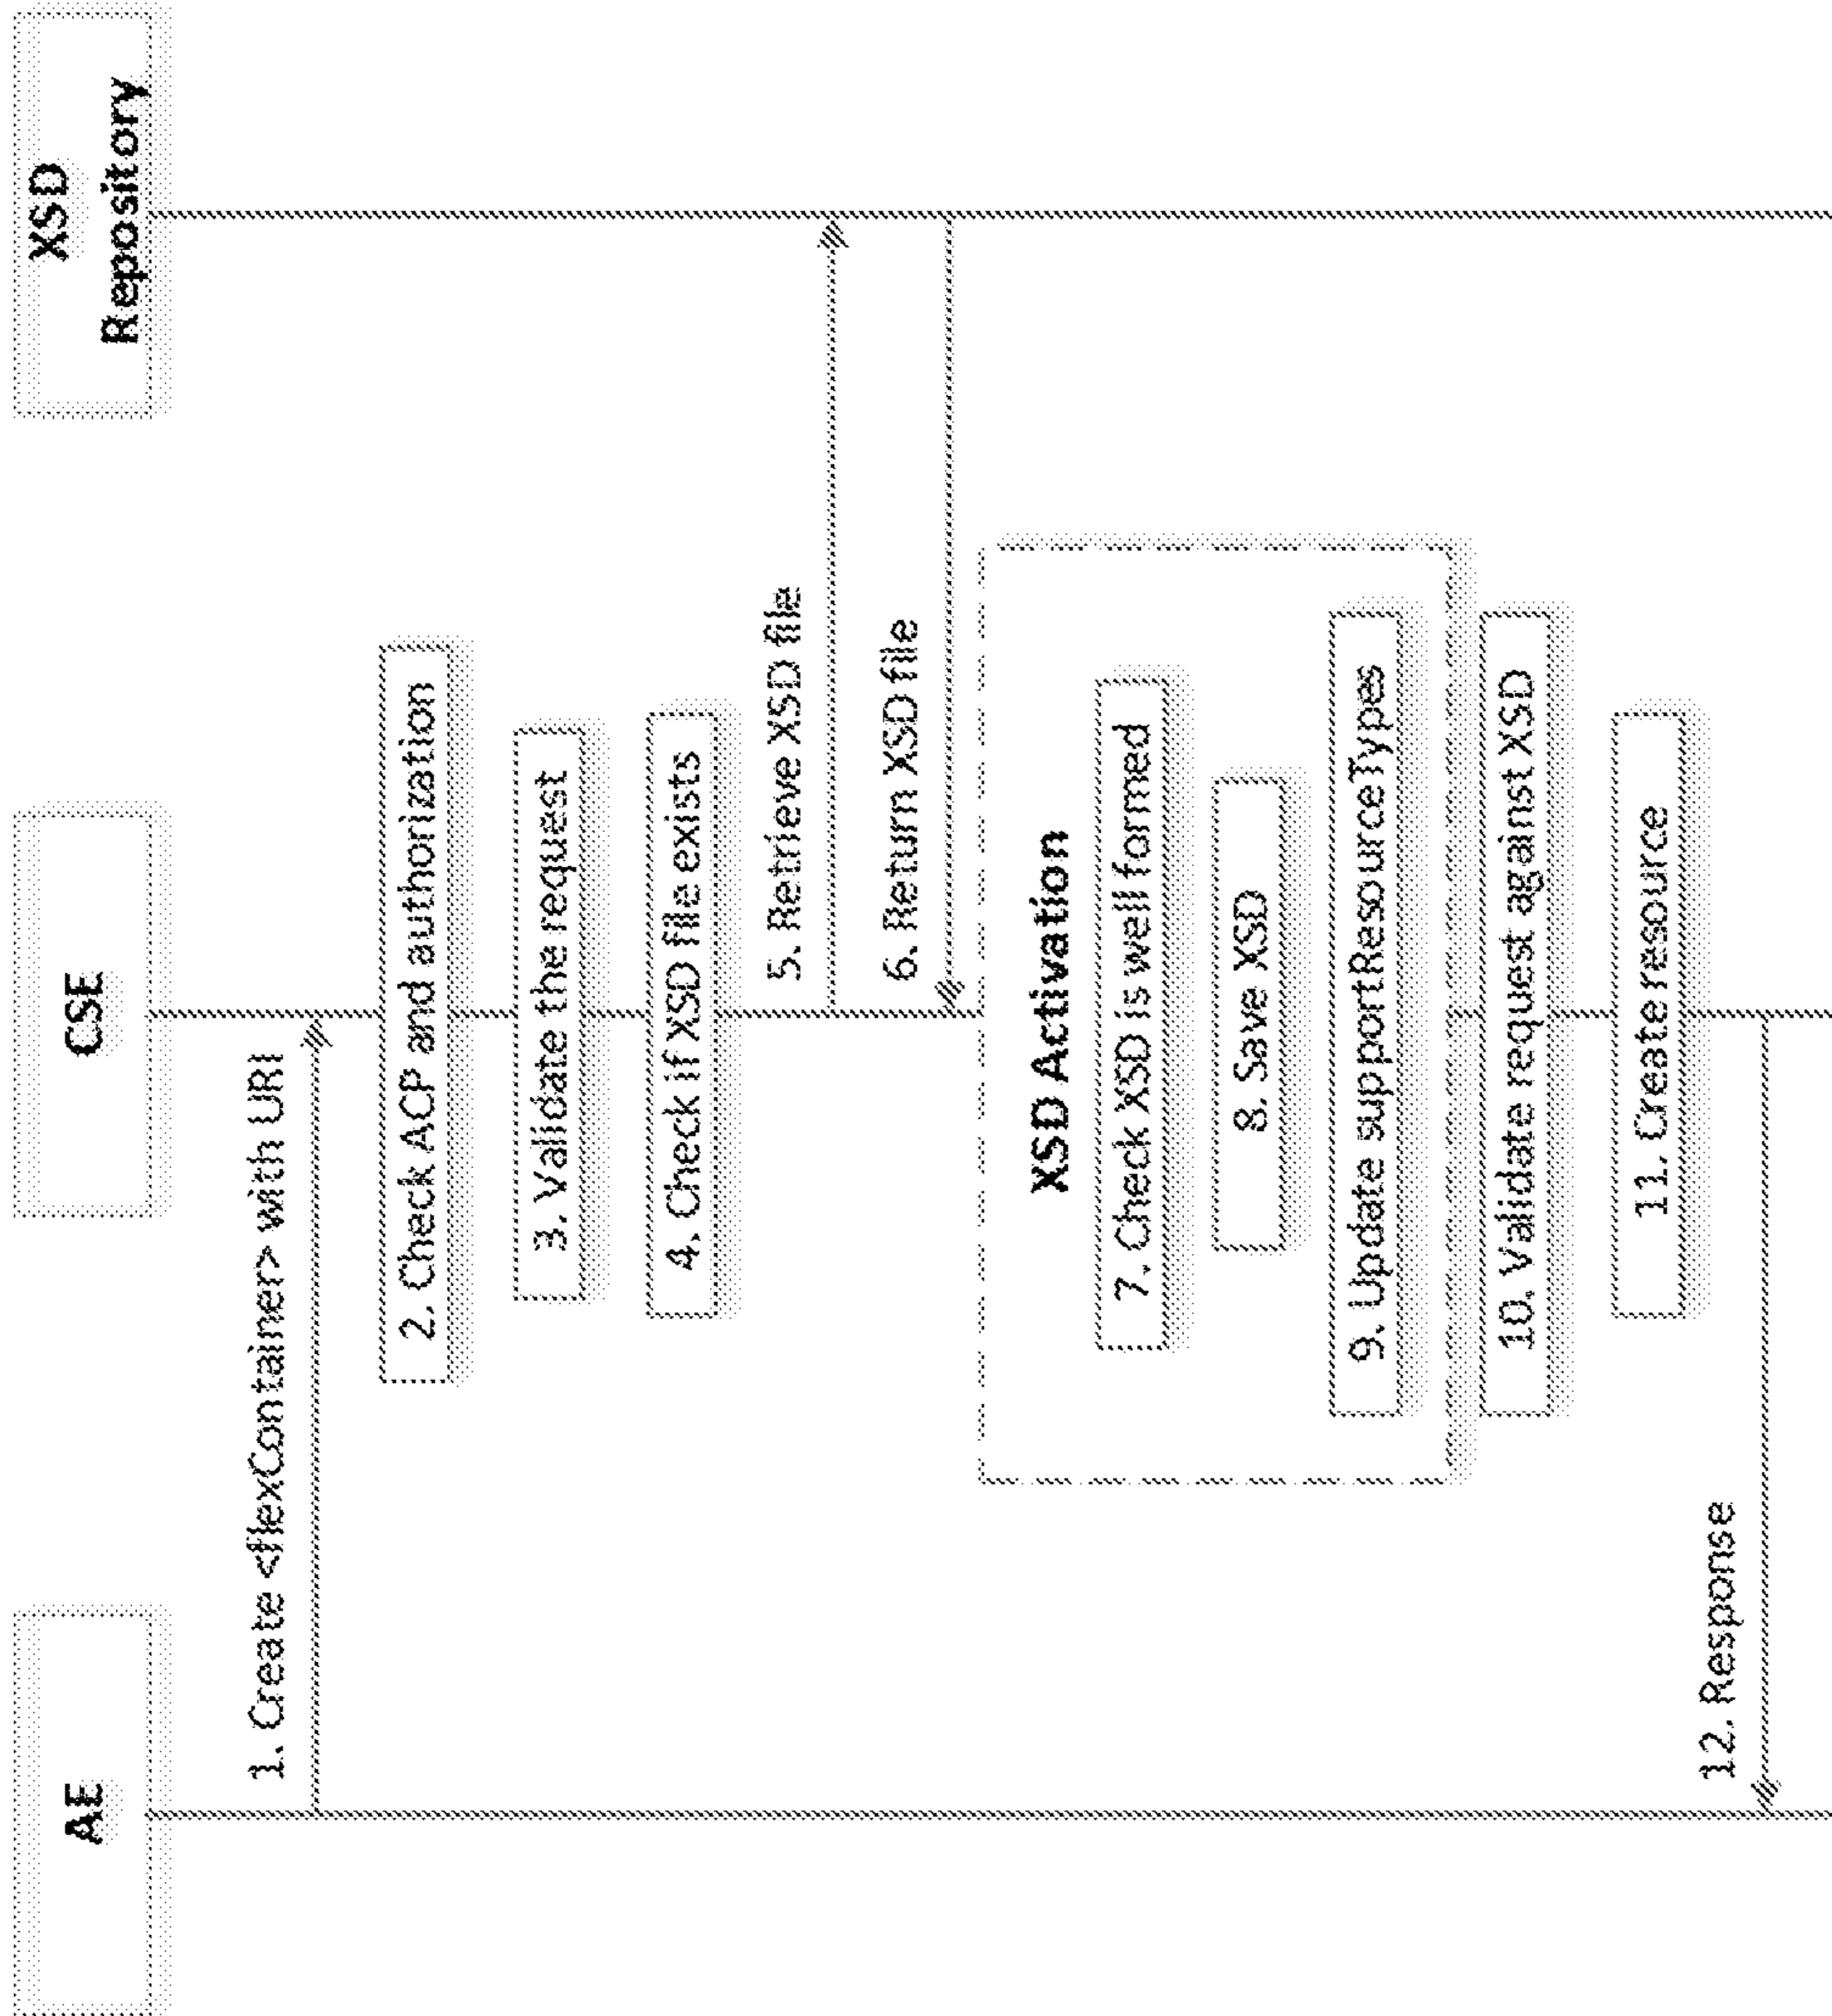 AE
CSE
XSD
Repository
1. Create <flexContainer> with URI
2. Check ACP and authorization
3. Validate the request
4. Check if XSD file exists
5. Retrieve XSD file
6. Return XSD file
XSD Activation
7. Check XSD is well formed
8. Save XSD
9. Update supportResourceTypes
10. Validate request against XSD
11. Create resource
12. Response